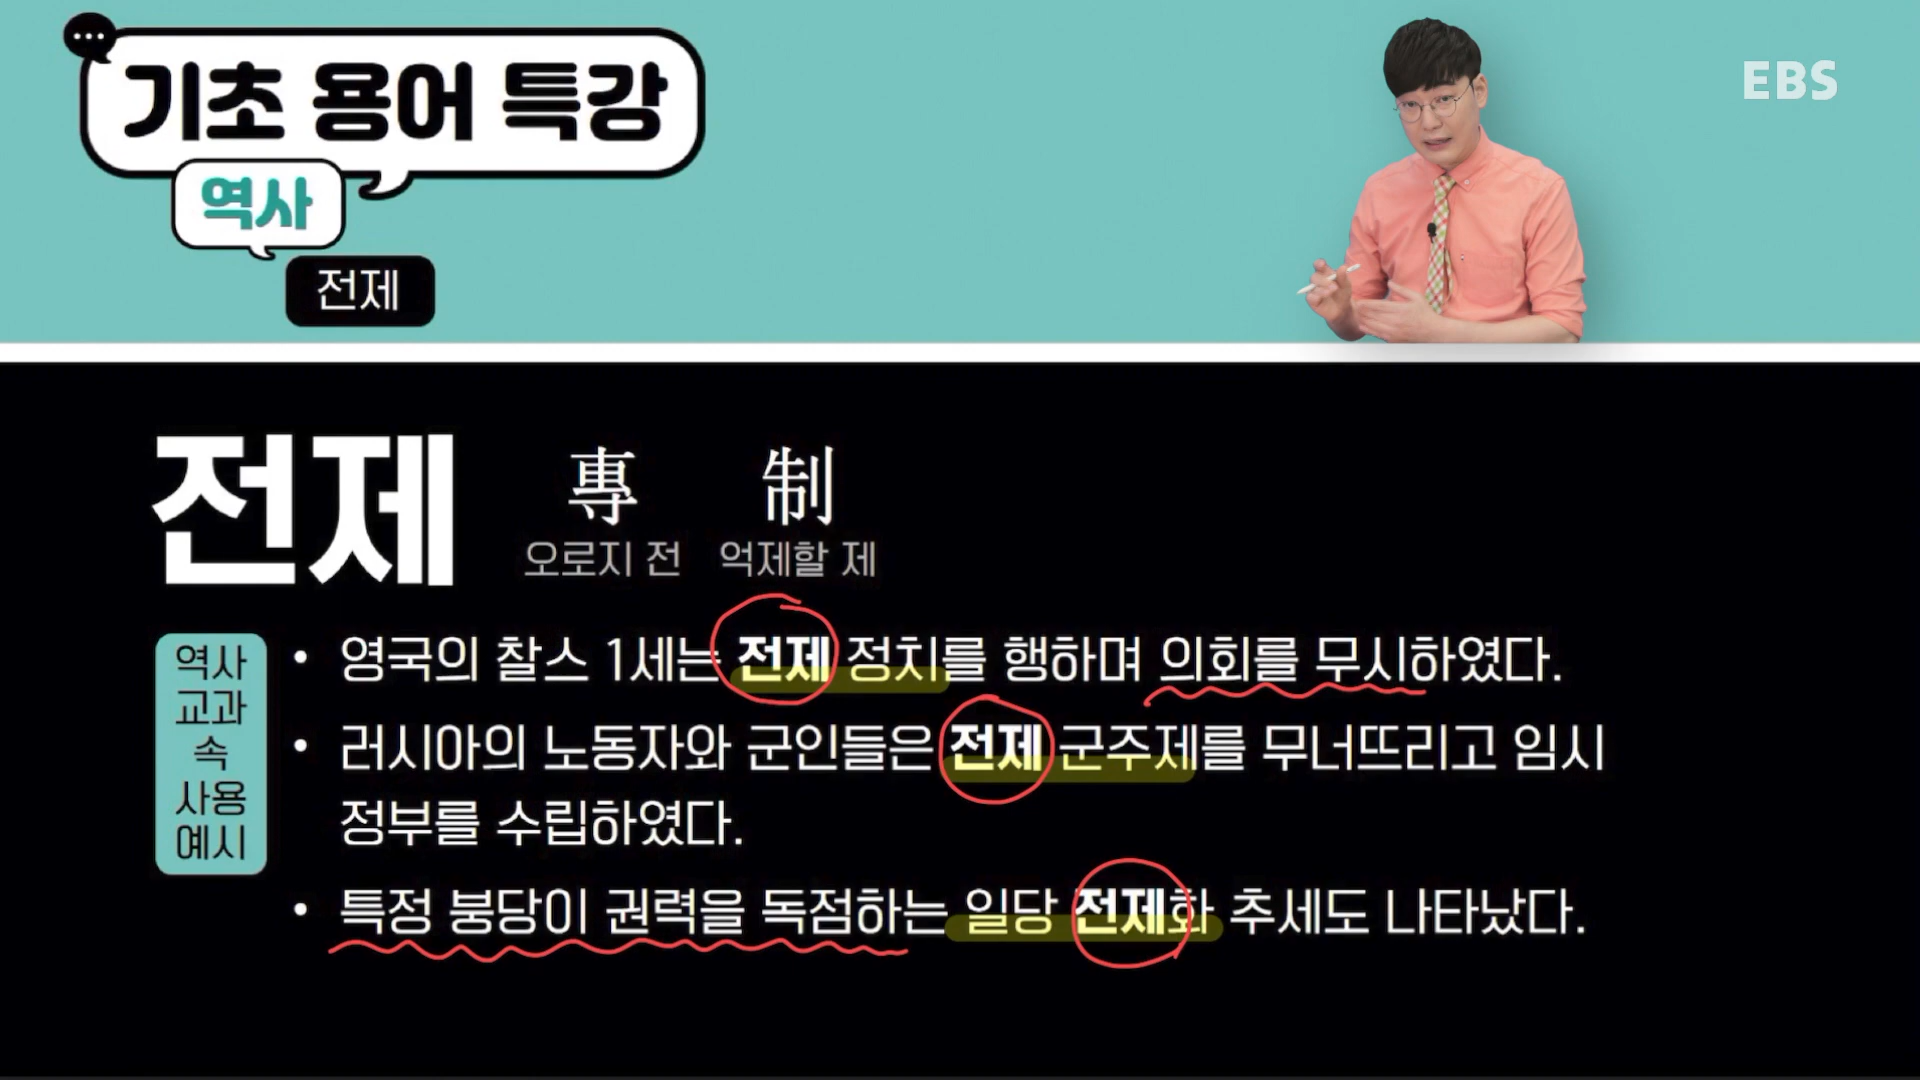 기초 용어 특강
EBS
역사
전제
전제
專 制
오로지 전 억제할 제
역사
교과
속
사용
예시
• 영국의 찰스 1세는 전제 정치를 행하며 의회를 무시하였다.
• 러시아의 노동자와 군인들은 전제 군주제를 무너뜨리고 임시
정부를 수립하였다.
• 특정 붕당이 권력을 독점하는 일당 전제화 추세도 나타났다.